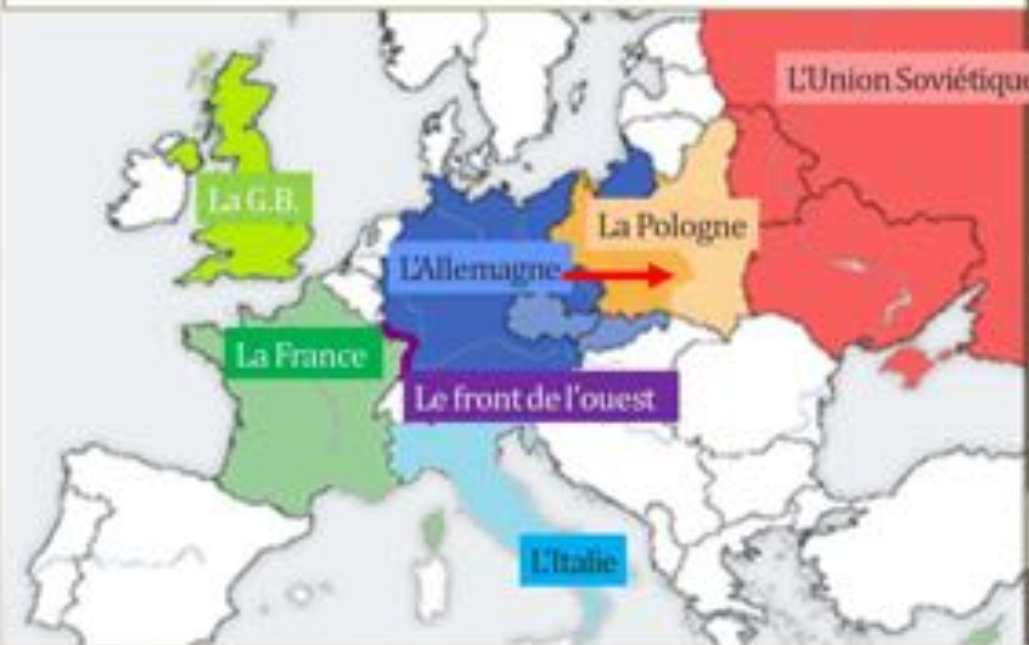 L'Union Soviétique
La G.B.
La Pologne
L'Allemagne
La France
Le front de l'ouest
L'Italie